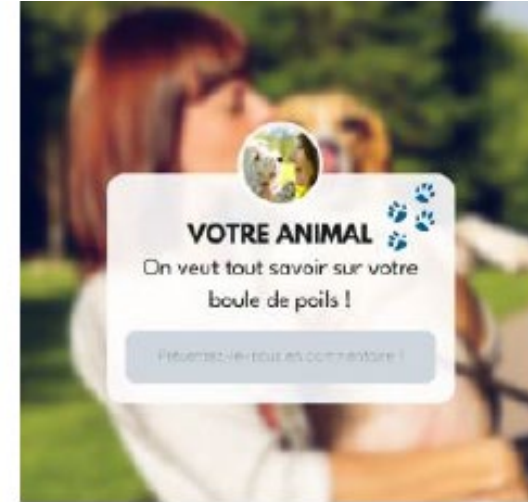 VOTRE ANIMAL
On veut tout savoir sur votre
boule de poils !
Présentez-le-nous en commentaire !